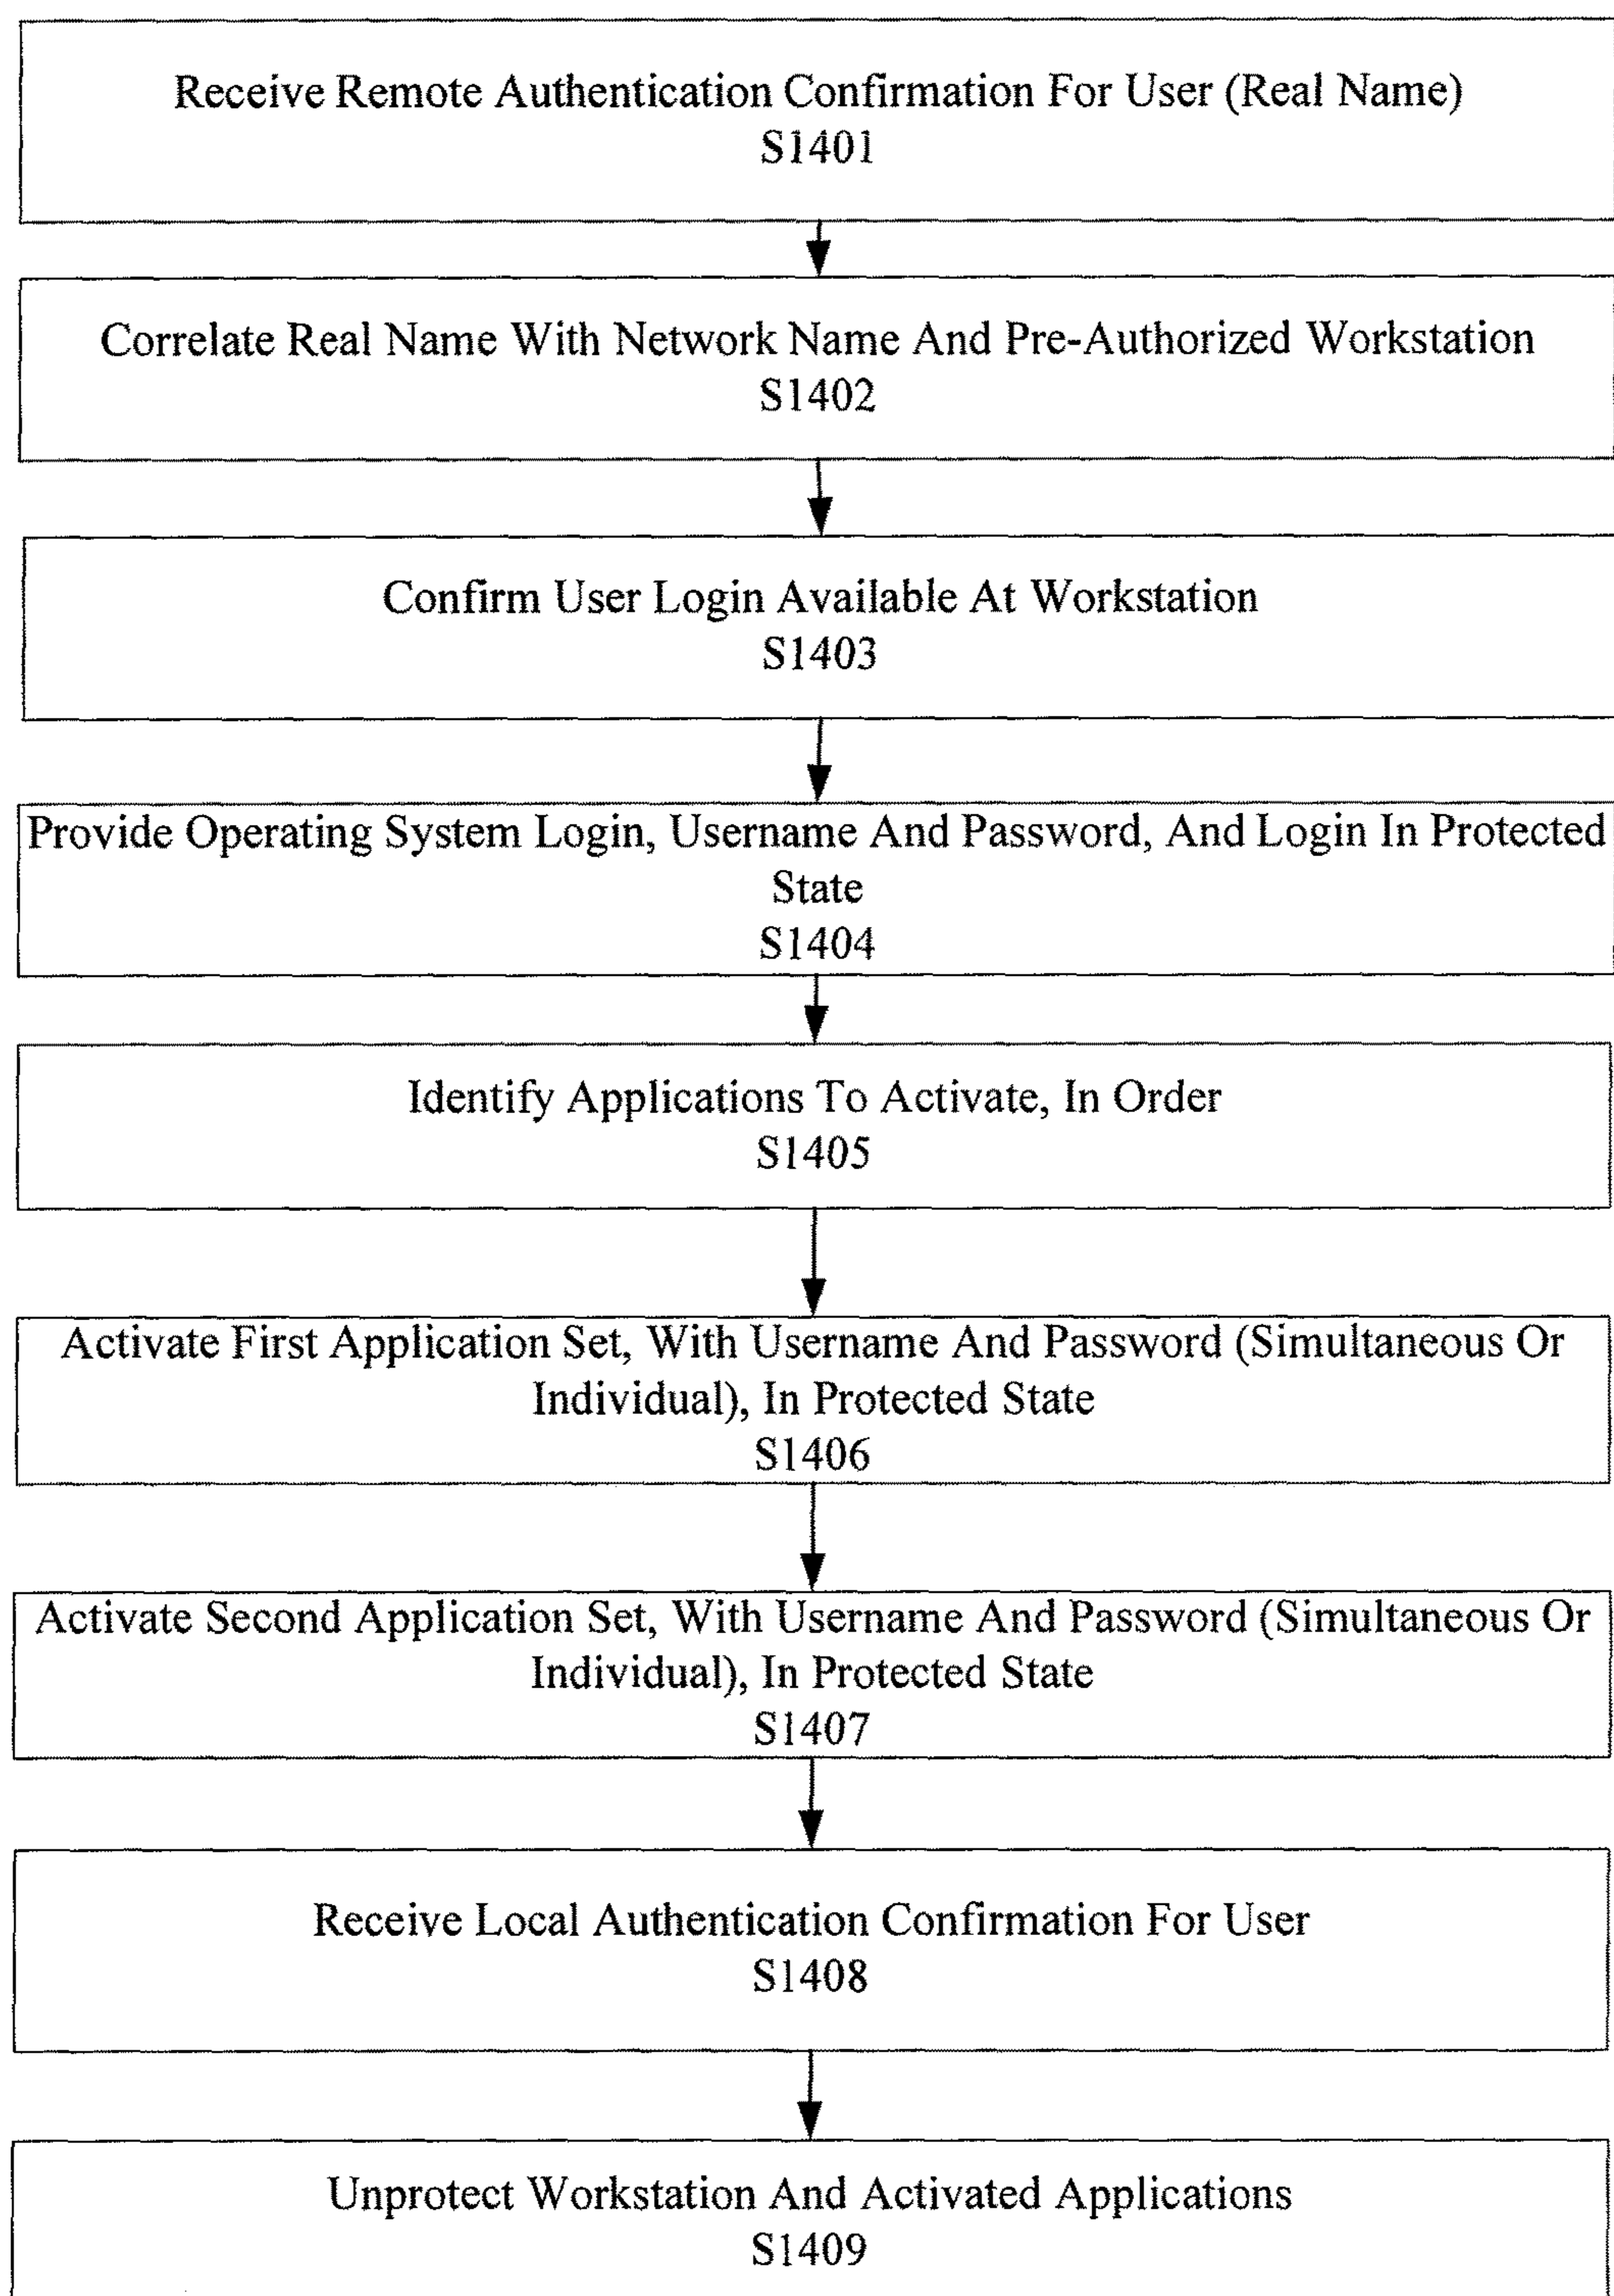 Receive Remote Authentication Confirmation For User (Real Name)
S1401
Correlate Real Name With Network Name And Pre-Authorized Workstation
S1402
Confirm User Login Available At Workstation
S1403
Provide Operating System Login, Username And Password, And Login In Protected
State
S1404
Identify Applications To Activate, In Order
S1405
Activate First Application Set, With Username And Password (Simultaneous Or
Individual), In Protected State
S1406
Activate Second Application Set, With Username And Password (Simultaneous Or
Individual), In Protected State
S1407
Receive Local Authentication Confirmation For User
S1408
Unprotect Workstation And Activated Applications
S1409